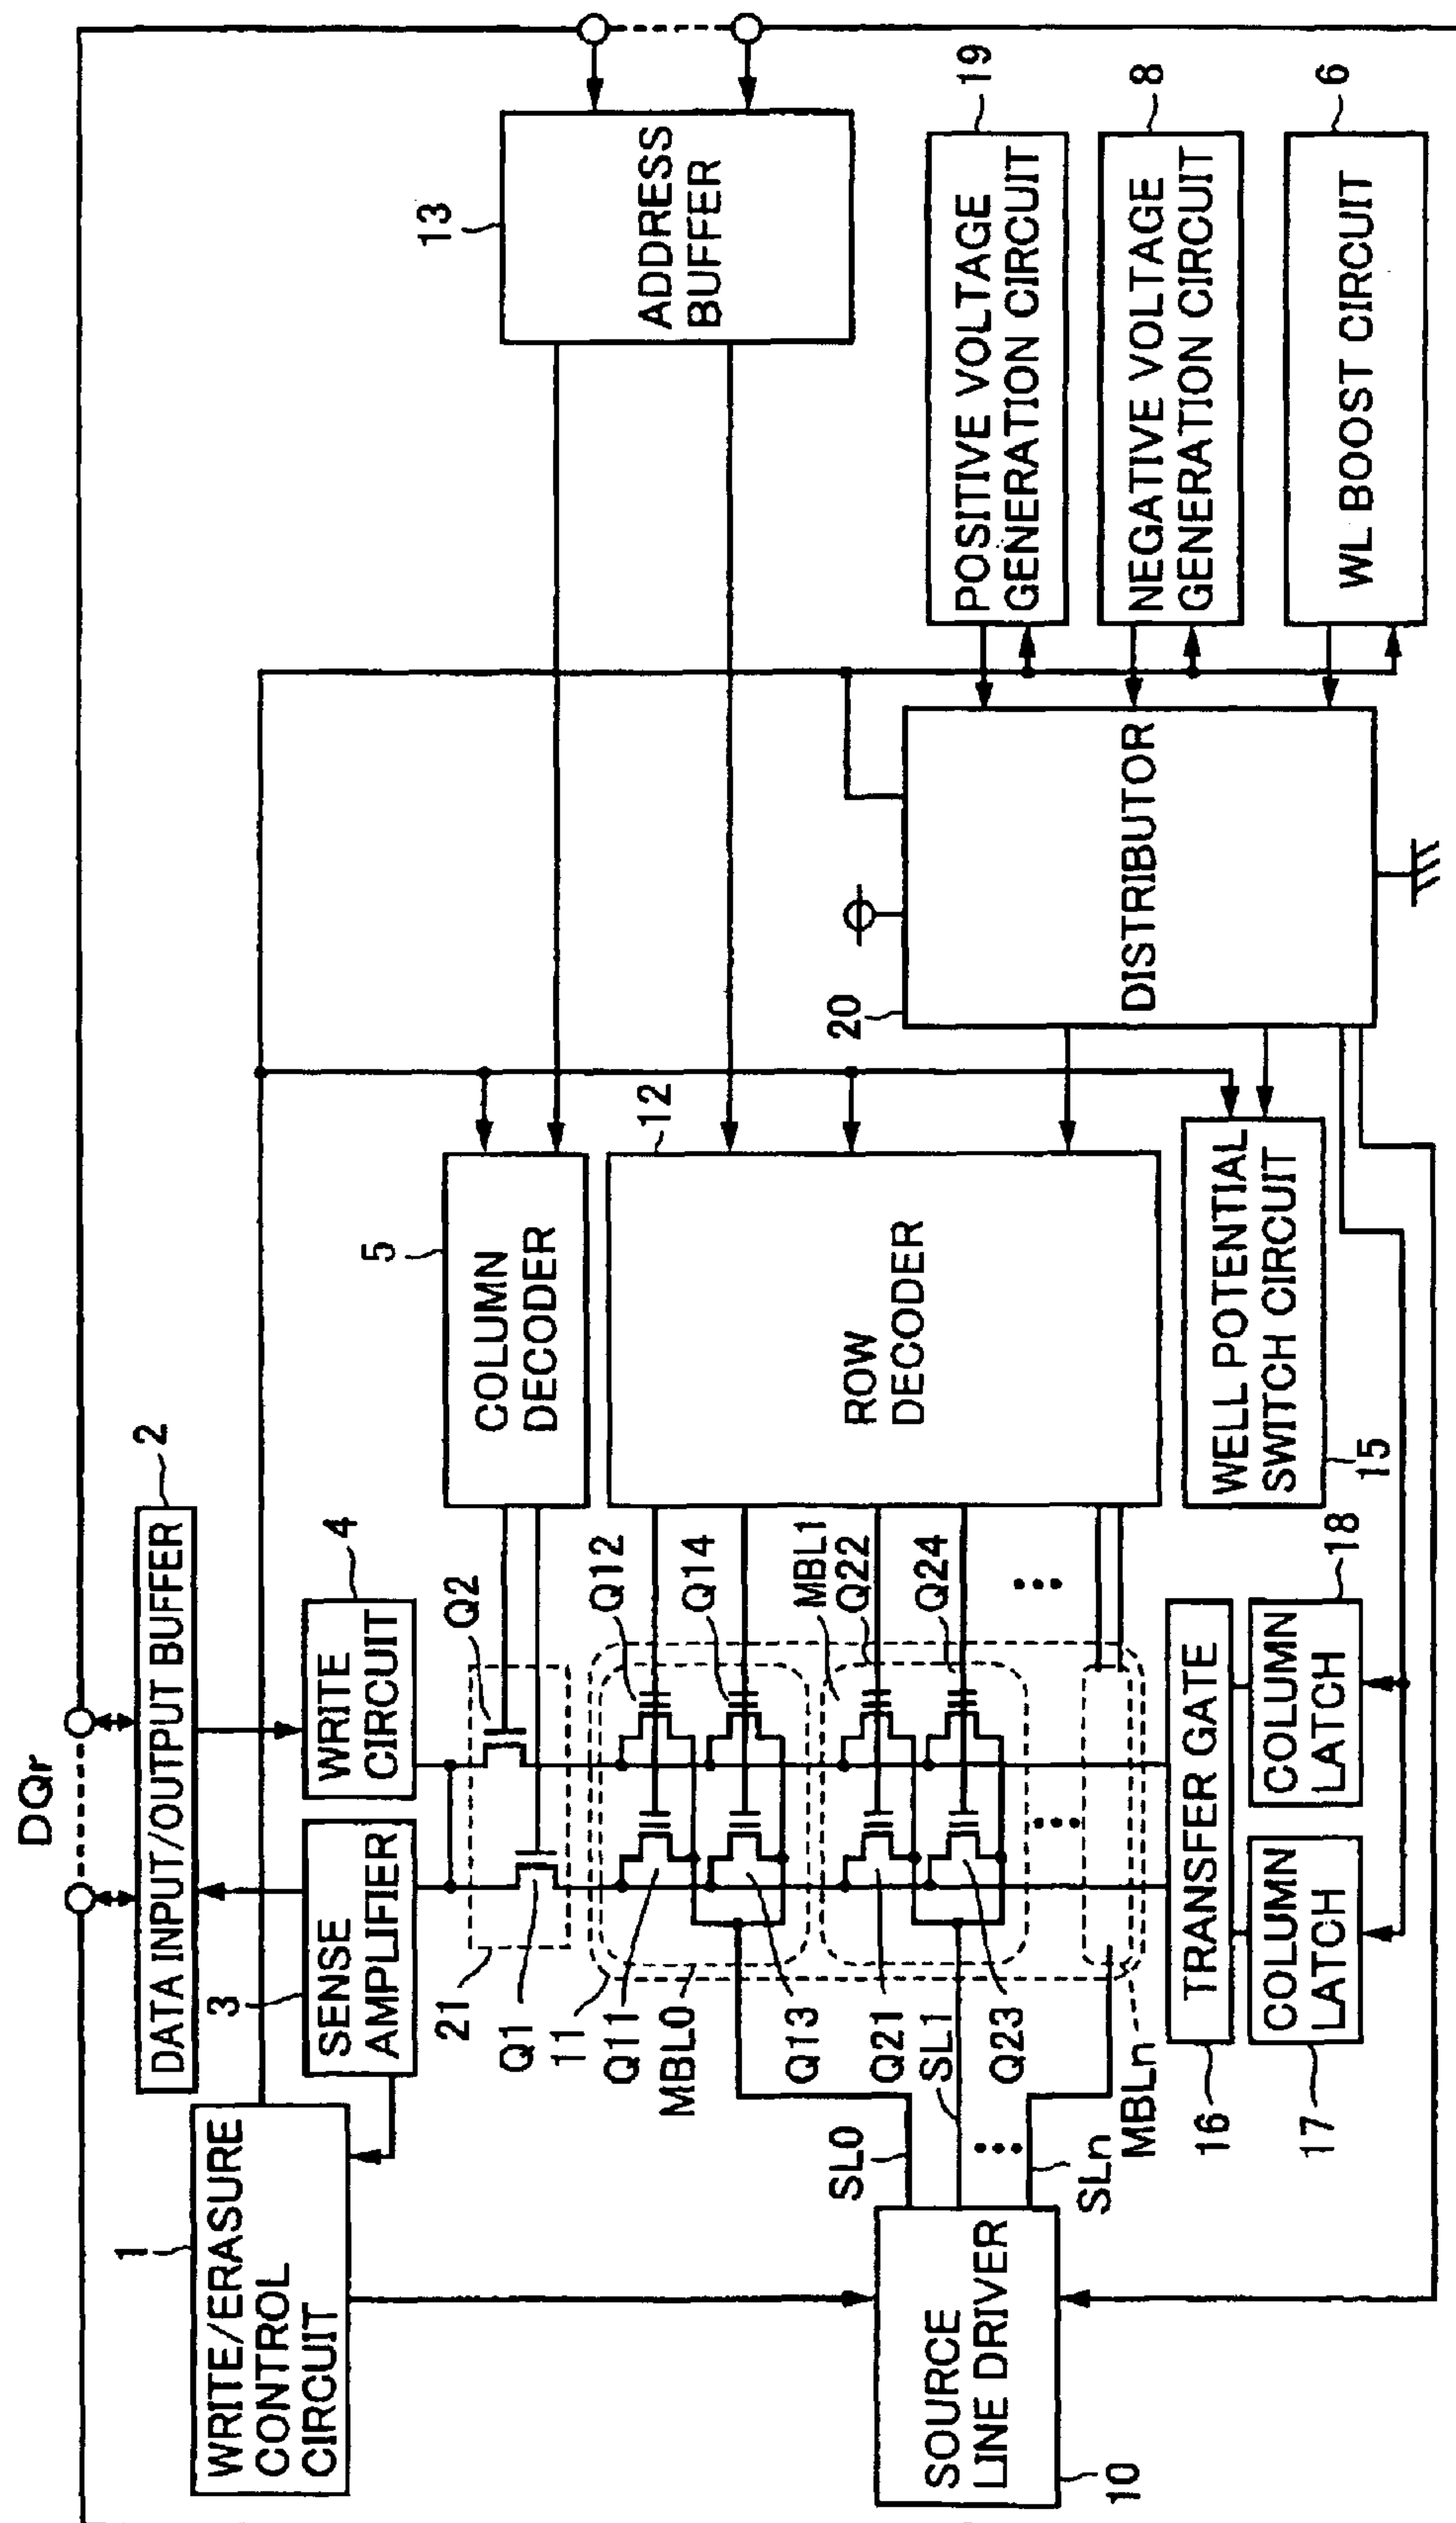 DQr
DATA INPUT/OUTPUT BUFFER
2
1
WRITE/ERASURE
CONTROL
CIRCUIT
3
SENSE
AMPLIFIER
WRITE
CIRCUIT
4
21
Q1
Q2
5
COLUMN
DECODER
13
ADDRESS
BUFFER
11
Q11
MBL0
Q13
Q12
Q14
12
ROW
DECODER
Q21
SL1
Q23
MBL1
Q22
Q24
SL0
SLn
MBLn
SOURCE
LINE DRIVER
10
TRANSFER GATE
16
COLUMN
LATCH
17
COLUMN
LATCH
18
WELL POTENTIAL
SWITCH CIRCUIT
15
20
DISTRIBUTOR
POSITIVE VOLTAGE
GENERATION CIRCUIT
19
NEGATIVE VOLTAGE
GENERATION CIRCUIT
8
WL BOOST CIRCUIT
6